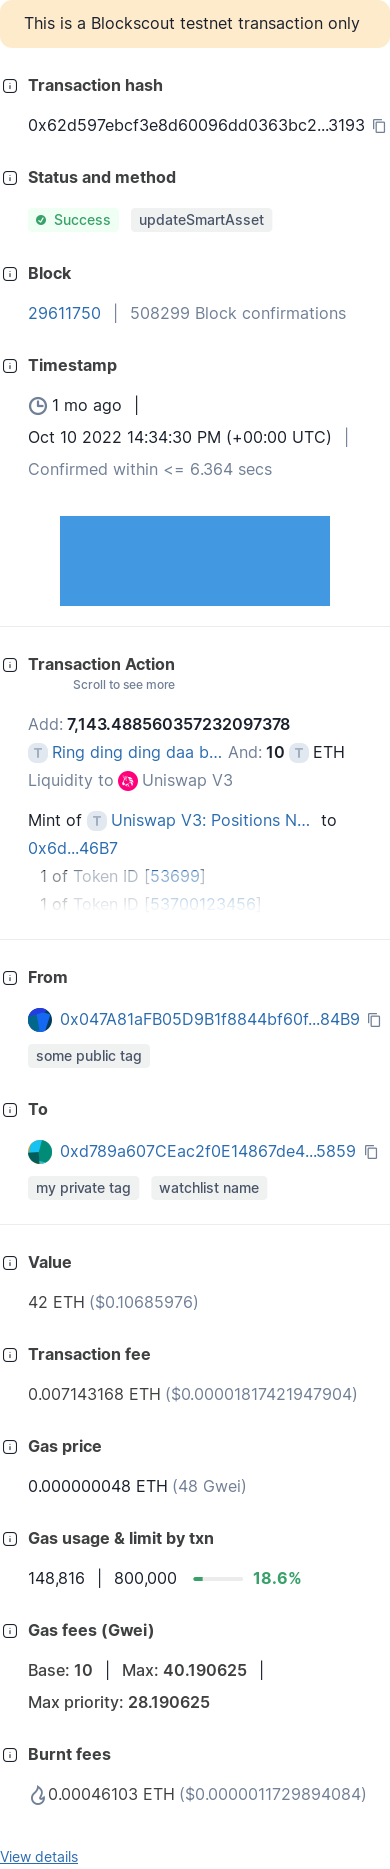 This is a Blockscout testnet transaction only
Transaction hash
0x62d597ebcf3e8d60096dd0363bc2...3193
Status and method
Success updateSmartAsset
Block
29611750 | 508299 Block confirmations
Timestamp
1 mo ago |
Oct 10 2022 14:34:30 PM (+00:00 UTC) |
Confirmed within <= 6.364 secs
Transaction Action
Scroll to see more
Add: 7,143.488560357232097378
T Ring ding ding daa b... And: 10 T ETH
Liquidity to Uniswap V3
Mint of T Uniswap V3: Positions N... to
0x6d...46B7
1 of Token ID [53699]
1 of Token ID [53700123456]
From
0x047A81aFB05D9B1f8844bf60f...84B9
some public tag
To
0xd789a607CEac2f0E14867de4...5859
my private tag watchlist name
Value
42 ETH ($0.10685976)
Transaction fee
0.007143168 ETH ($0.00001817421947904)
Gas price
0.000000048 ETH (48 Gwei)
Gas usage & limit by txn
148,816 | 800,000 18.6%
Gas fees (Gwei)
Base: 10 | Max: 40.190625 |
Max priority: 28.190625
Burnt fees
0.00046103 ETH ($0.0000011729894084)
View details